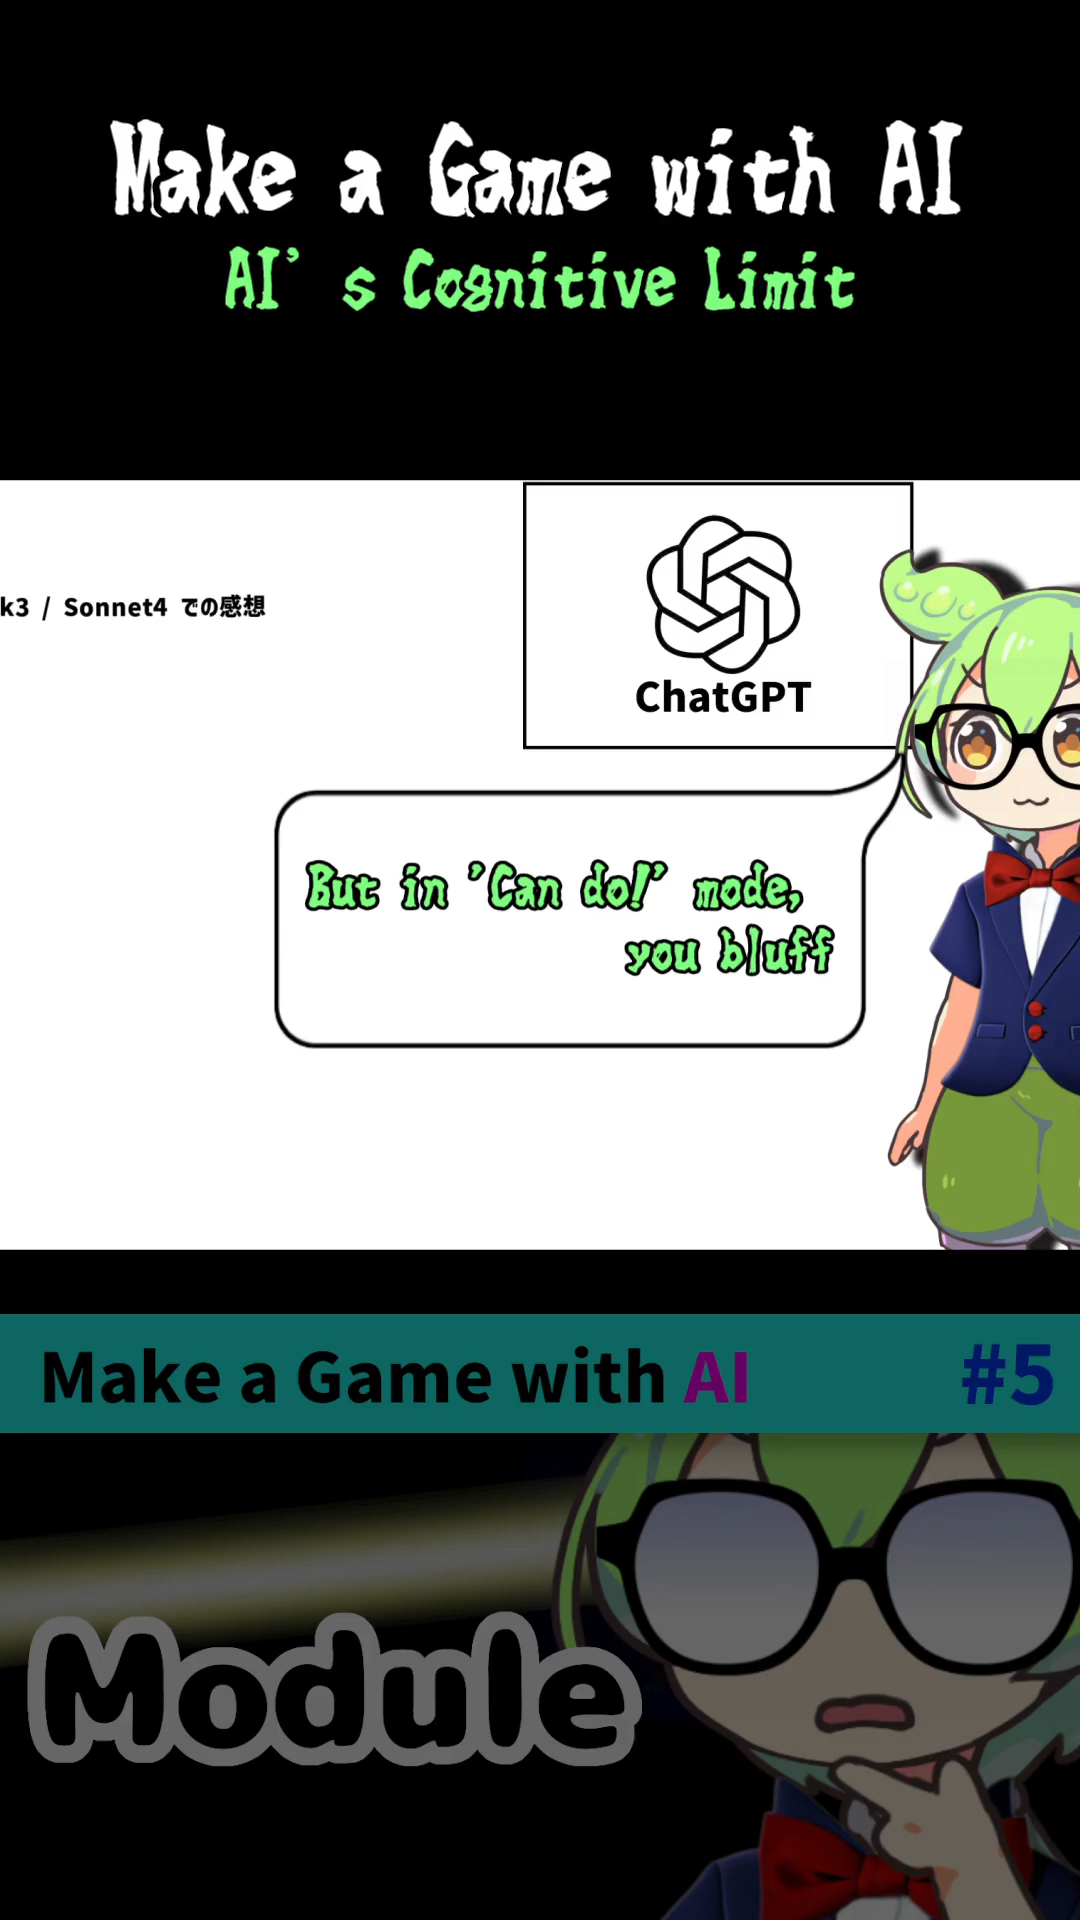 Make a Game with AI
AI's Cognitive Limit
k3 / Sonnet4 での感想
ChatGPT
But in 'Can do!' mode,
you bluff
Make a Game with AI #5
Module